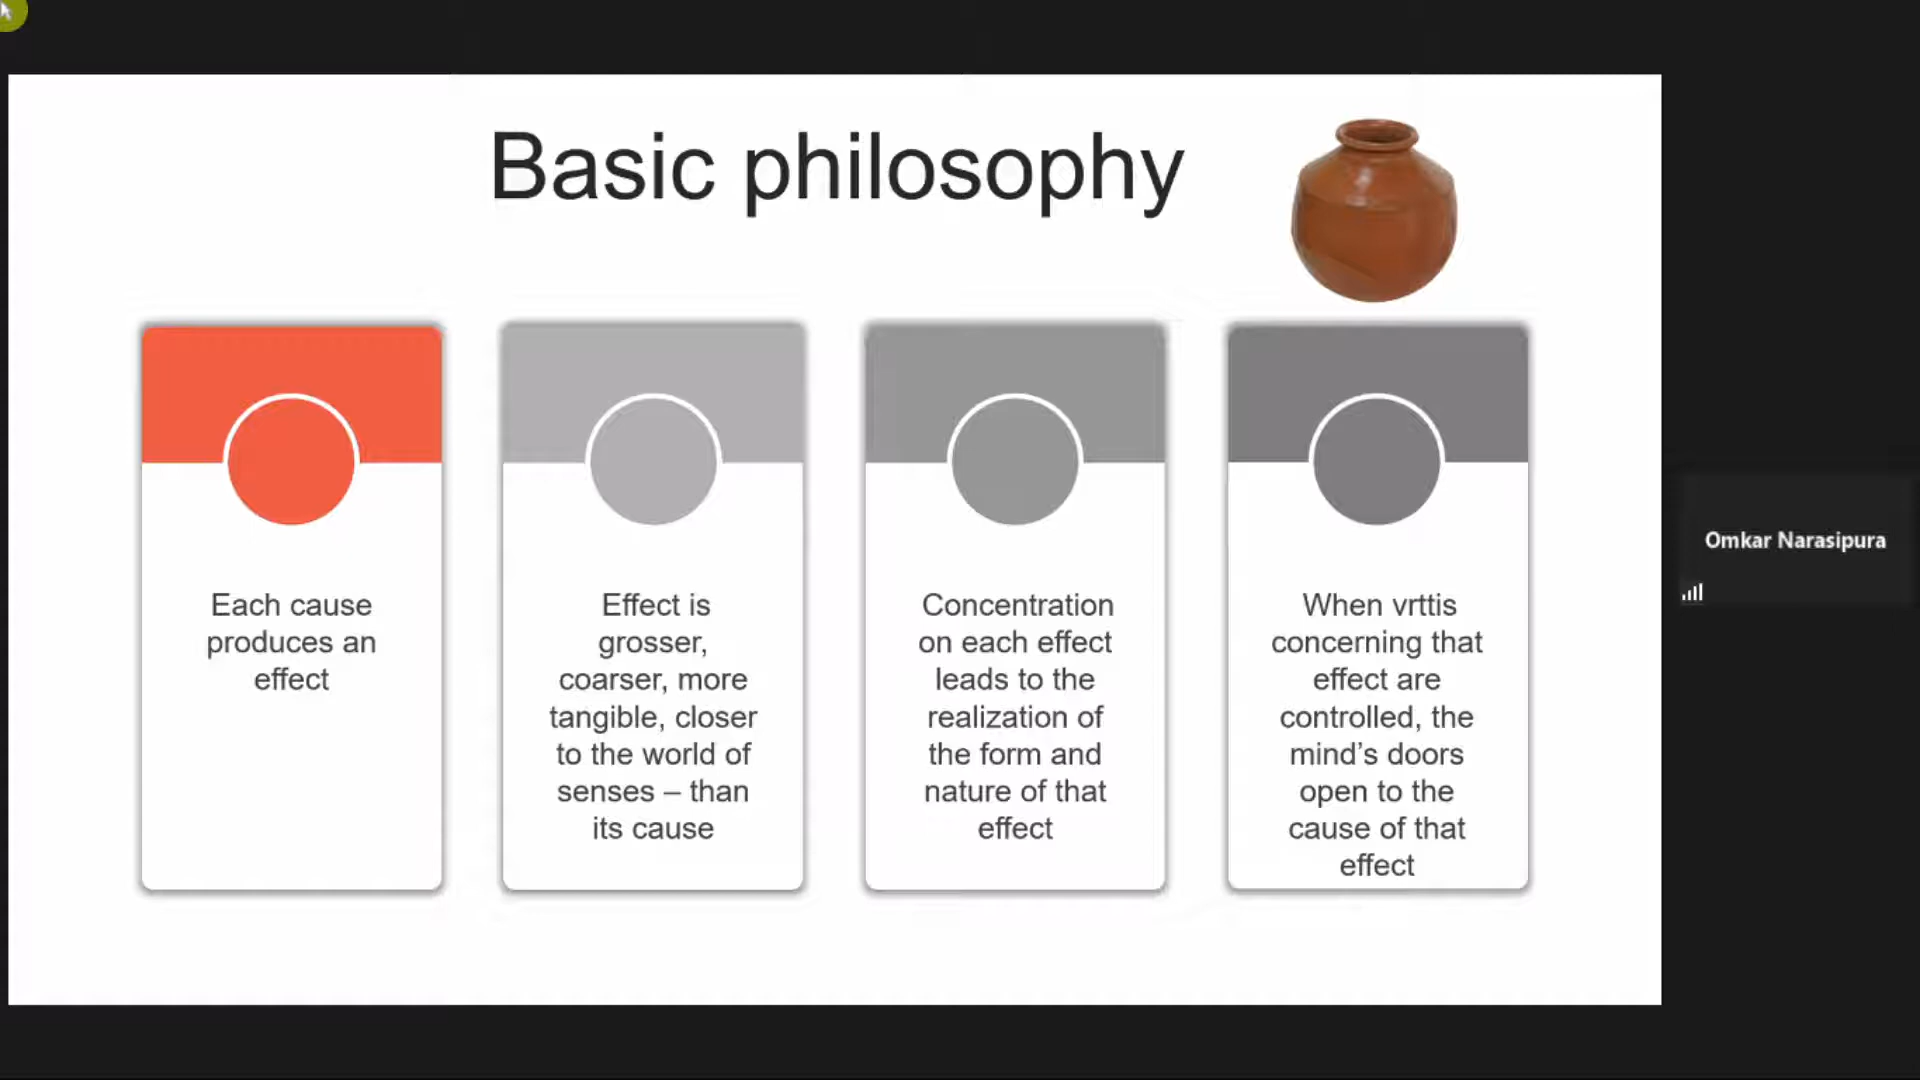 Basic philosophy
Each cause
produces an
effect
Effect is
grosser,
coarser, more
tangible, closer
to the world of
senses – than
its cause
Concentration
on each effect
leads to the
realization of
the form and
nature of that
effect
When vrttis
concerning that
effect are
controlled, the
mind’s doors
open to the
cause of that
effect
Omkar Narasipura